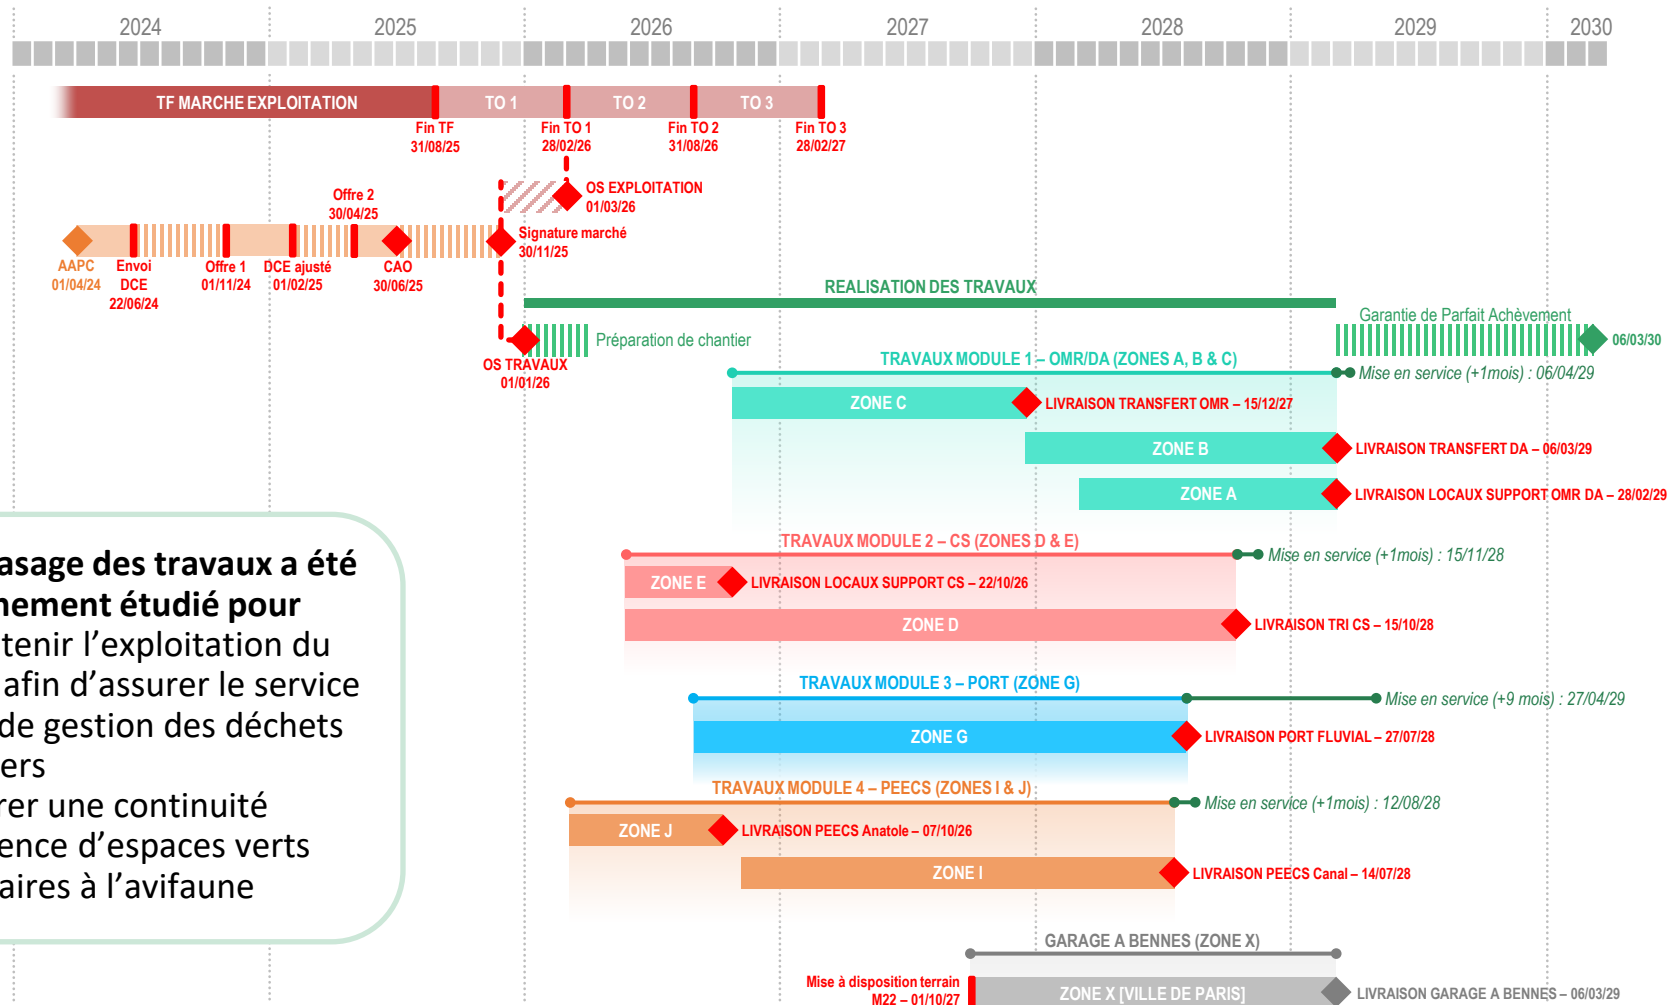 2024 2025 2026 2027 2028 2029 2030
TF MARCHE EXPLOITATION TO 1 TO 2 TO 3
Fin TF
31/08/25
Fin TO 1
28/02/26
Fin TO 2
31/08/26
Fin TO 3
28/02/27
OS EXPLOITATION
01/03/26
Offre 2
30/04/25
Signature marché
30/11/25
AAPC
01/04/24
Envoi
DCE
22/06/24
Offre 1
01/11/24
DCE ajusté
01/02/25
CAO
30/06/25
REALISATION DES TRAVAUX
Garantie de Parfait Achèvement
06/03/30
Préparation de chantier
OS TRAVAUX
01/01/26
TRAVAUX MODULE 1 – OMR/DA (ZONES A, B & C)
Mise en service (+1mois) : 06/04/29
ZONE C
LIVRAISON TRANSFERT OMR – 15/12/27
ZONE B
LIVRAISON TRANSFERT DA – 06/03/29
ZONE A
LIVRAISON LOCAUX SUPPORT OMR DA – 28/02/29
TRAVAUX MODULE 2 – CS (ZONES D & E)
Mise en service (+1mois) : 15/11/28
ZONE E
LIVRAISON LOCAUX SUPPORT CS – 22/10/26
ZONE D
LIVRAISON TRI CS – 15/10/28
TRAVAUX MODULE 3 – PORT (ZONE G)
Mise en service (+9 mois) : 27/04/29
ZONE G
LIVRAISON PORT FLUVIAL – 27/07/28
TRAVAUX MODULE 4 – PEECS (ZONES I & J)
Mise en service (+1mois) : 12/08/28
ZONE J
LIVRAISON PEECS Anatole – 07/10/26
ZONE I
LIVRAISON PEECS Canal – 14/07/28
GARAGE A BENNES (ZONE X)
Mise à disposition terrain
M22 – 01/10/27
ZONE X [VILLE DE PARIS]
LIVRAISON GARAGE A BENNES – 06/03/29
asage des travaux a été
nement étudié pour
tenir l'exploitation du
afin d'assurer le service
de gestion des déchets
ers
rer une continuité
ence d'espaces verts
aires à l'avifaune